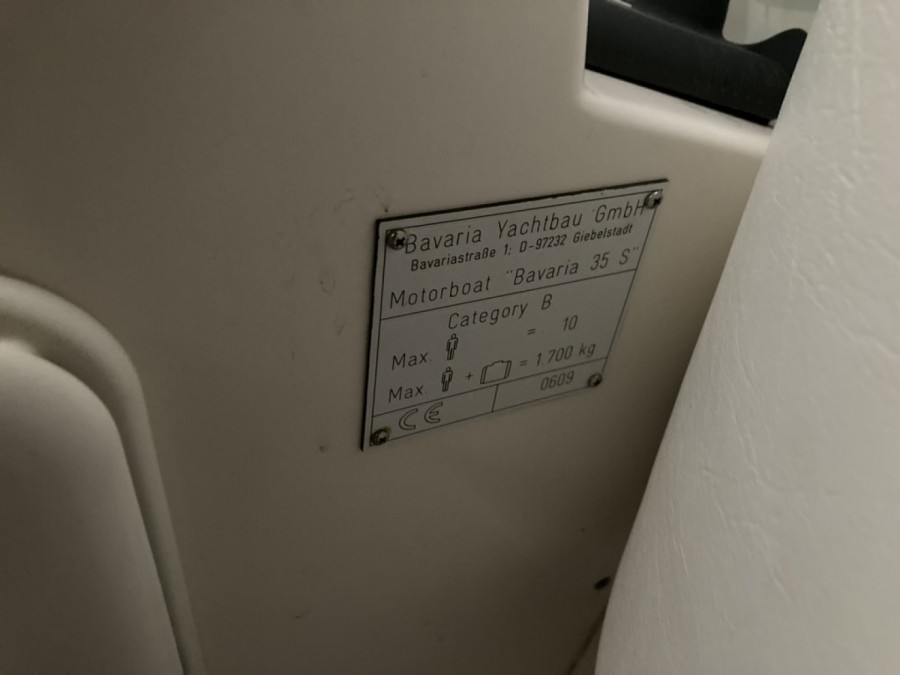 Bavaria Yachtbau GmbH
Bavariastraße 1; D-97232 Giebelstadt
Motorboat "Bavaria 35 S"
Category B
Max. = 10
Max. + = 1.700 kg
CE 0609